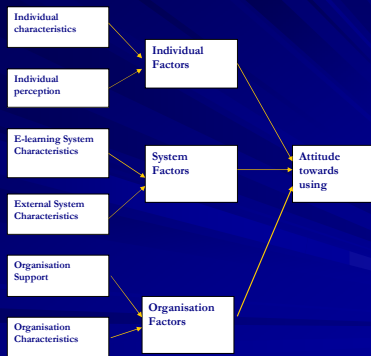 Individual
characteristics
Individual
perception
E-learning System
Characteristics
External System
Characteristics
Organisation
Support
Organisation
Characteristics
Individual
Factors
System
Factors
Organisation
Factors
Attitude
towards
using